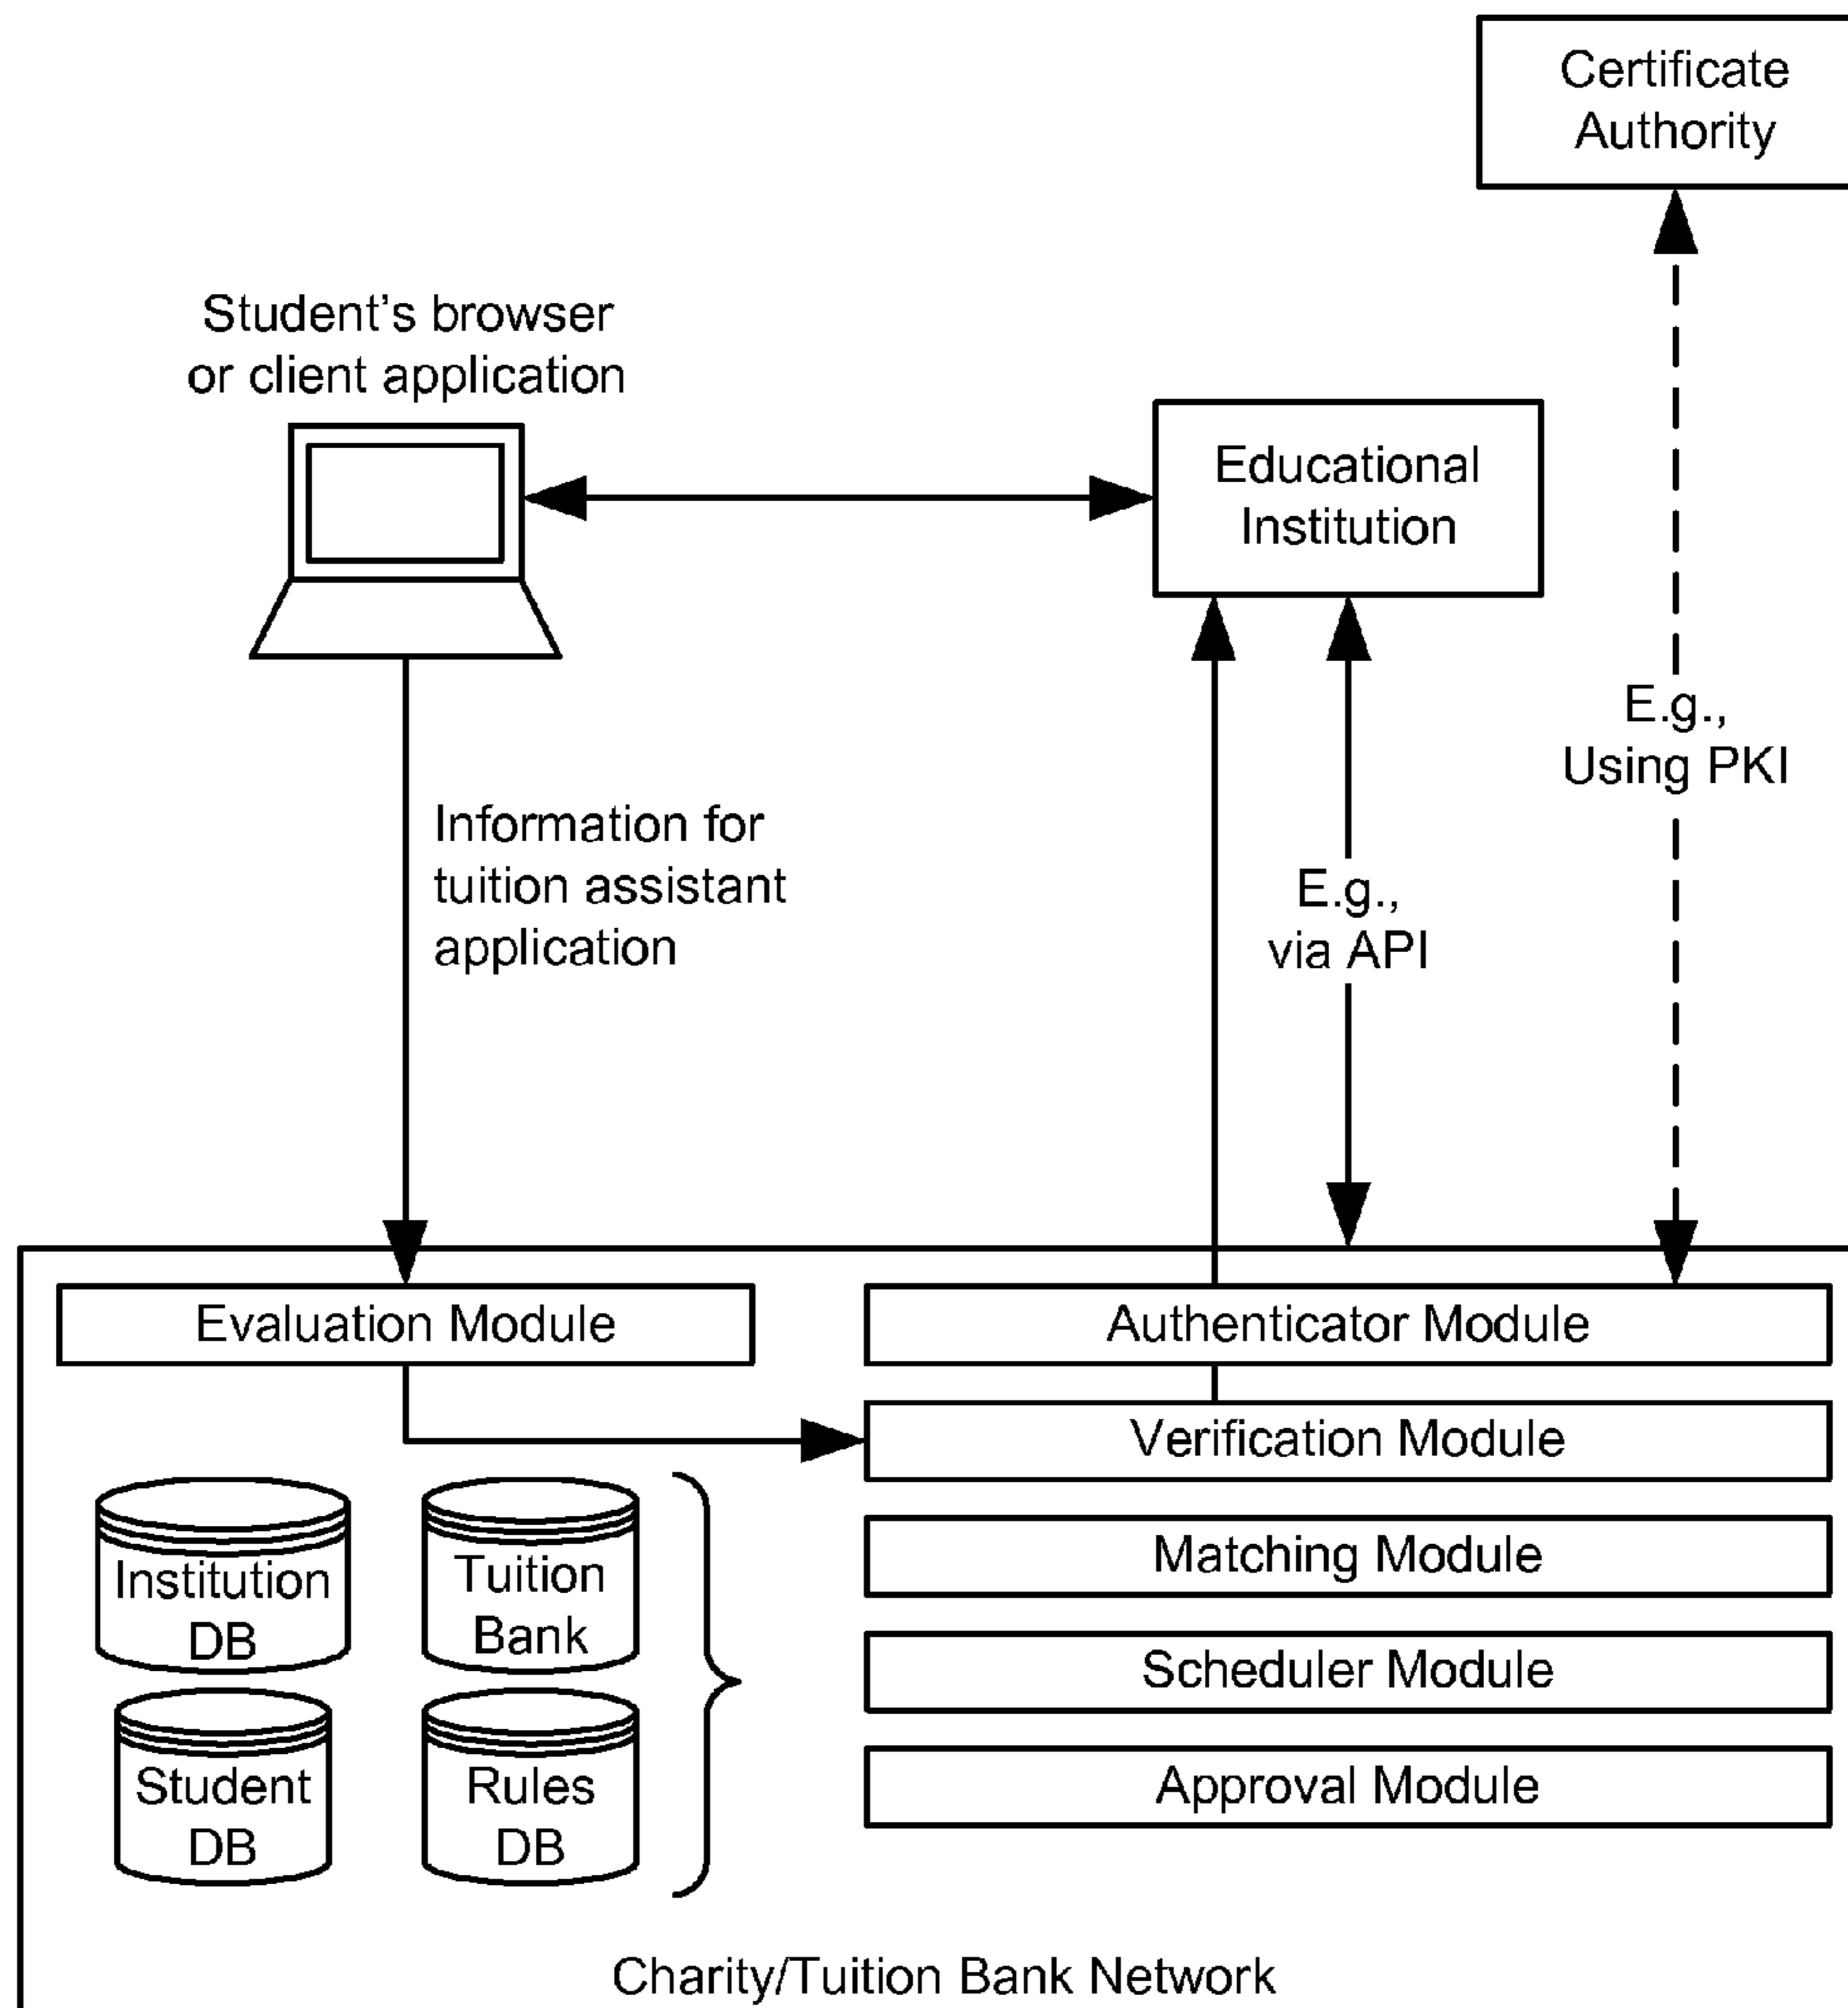 Certificate
Authority
Student's browser
or client application
Educational
Institution
E.g.,
Using PKI
Information for
tuition assistant
application
E.g.,
via API
Evaluation Module
Authenticator Module
Verification Module
Institution
DB
Tuition
Bank
Matching Module
Scheduler Module
Student
DB
Rules
DB
Approval Module
Charity/Tuition Bank Network